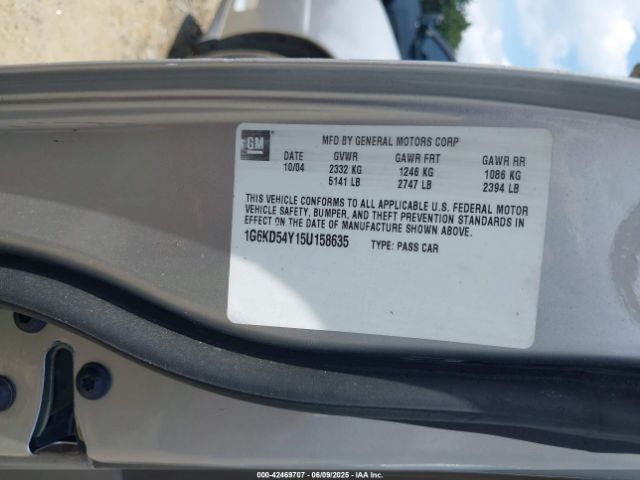 GM
MFD BY GENERAL MOTORS CORP
DATE GVWR GAWR FRT GAWR RR
10/04 2332 KG 1246 KG 1086 KG
5141 LB 2747 LB 2394 LB
THIS VEHICLE CONFORMS TO ALL APPLICABLE U.S. FEDERAL MOTOR
VEHICLE SAFETY, BUMPER, AND THEFT PREVENTION STANDARDS IN
EFFECT ON THE DATE OF MANUFACTURE SHOWN ABOVE.
1G6KD54Y15U158635 TYPE: PASS CAR
000-42469707 - 06/09/2025 - IAA Inc.